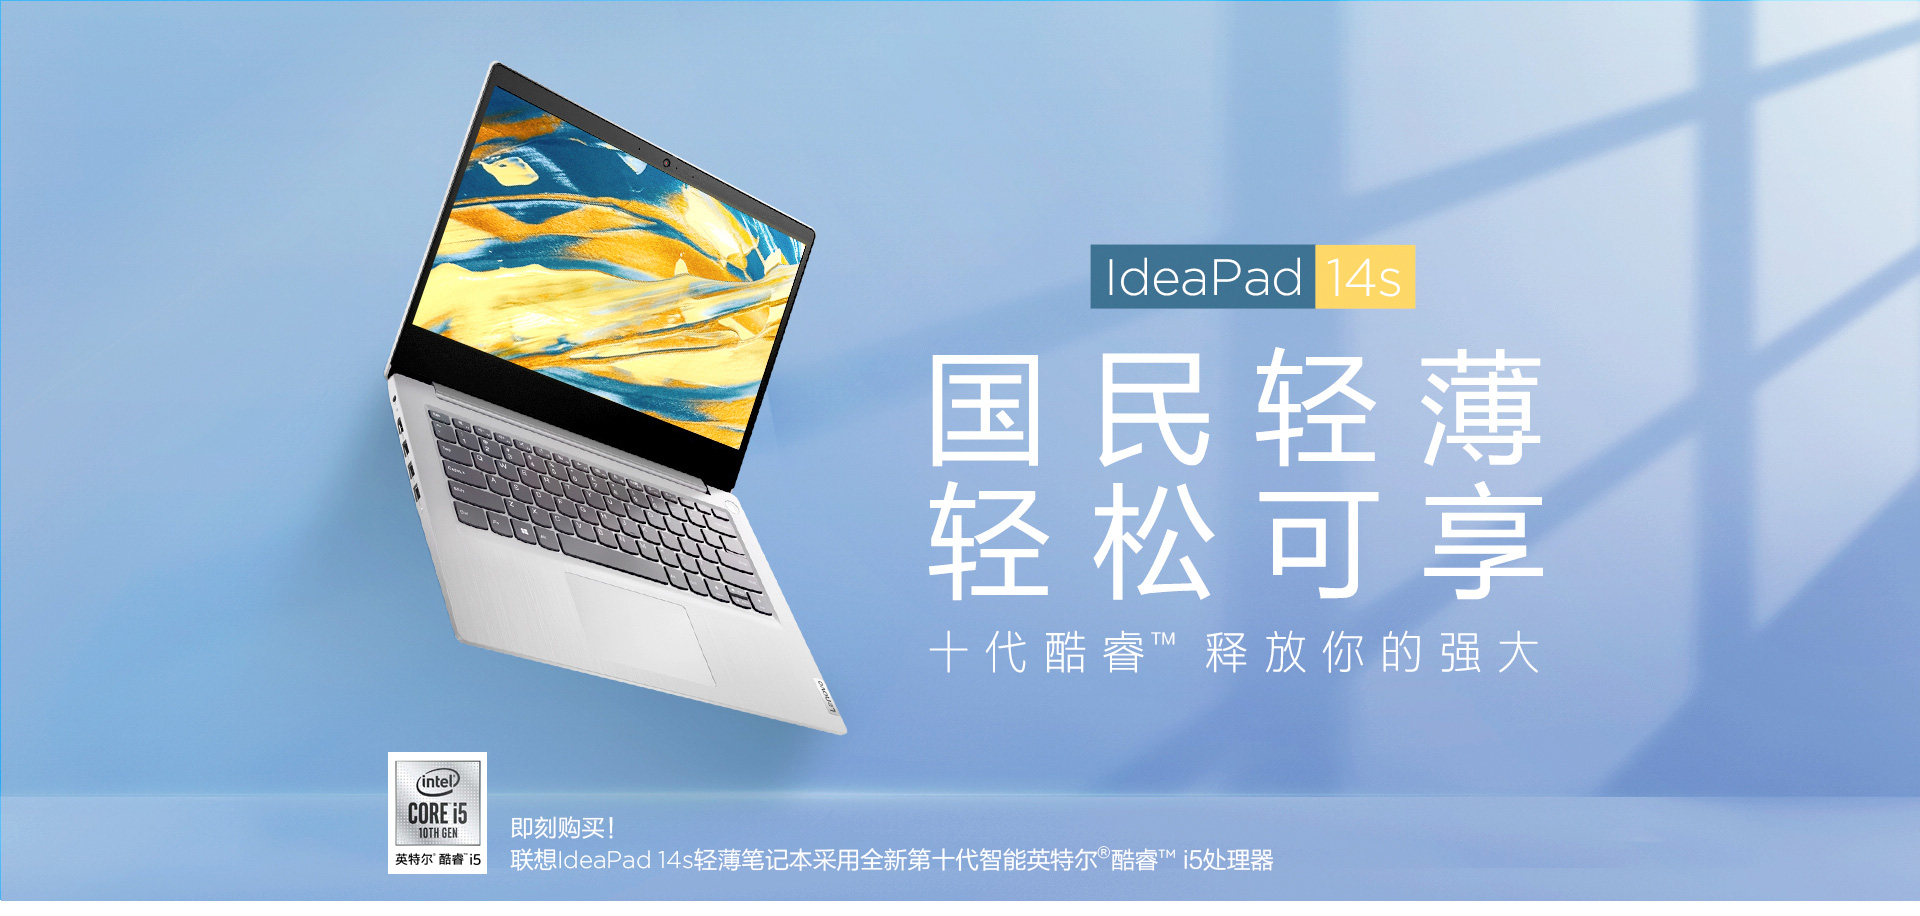 IdeaPad 14s
国民轻薄
轻松可享
十代酷睿™ 释放你的强大
Lenovo
intel
CORE i5
10TH GEN
英特尔® 酷睿™ i5
即刻购买！
联想IdeaPad 14s轻薄笔记本采用全新第十代智能英特尔®酷睿™ i5处理器